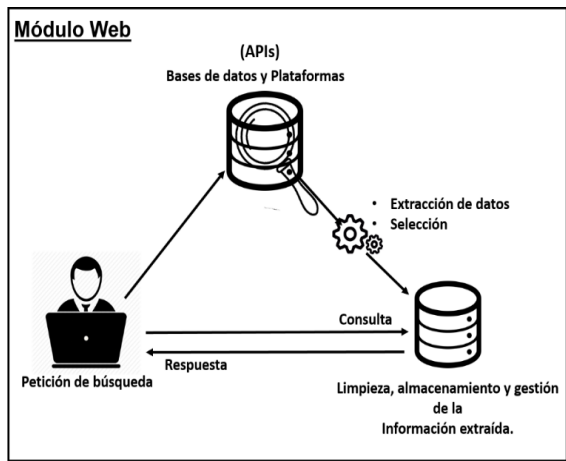 Módulo Web
(APIs)
Bases de datos y Plataformas
• Extracción de datos
• Selección
Consulta
Respuesta
Petición de búsqueda
Limpieza, almacenamiento y gestión
de la
Información extraída.